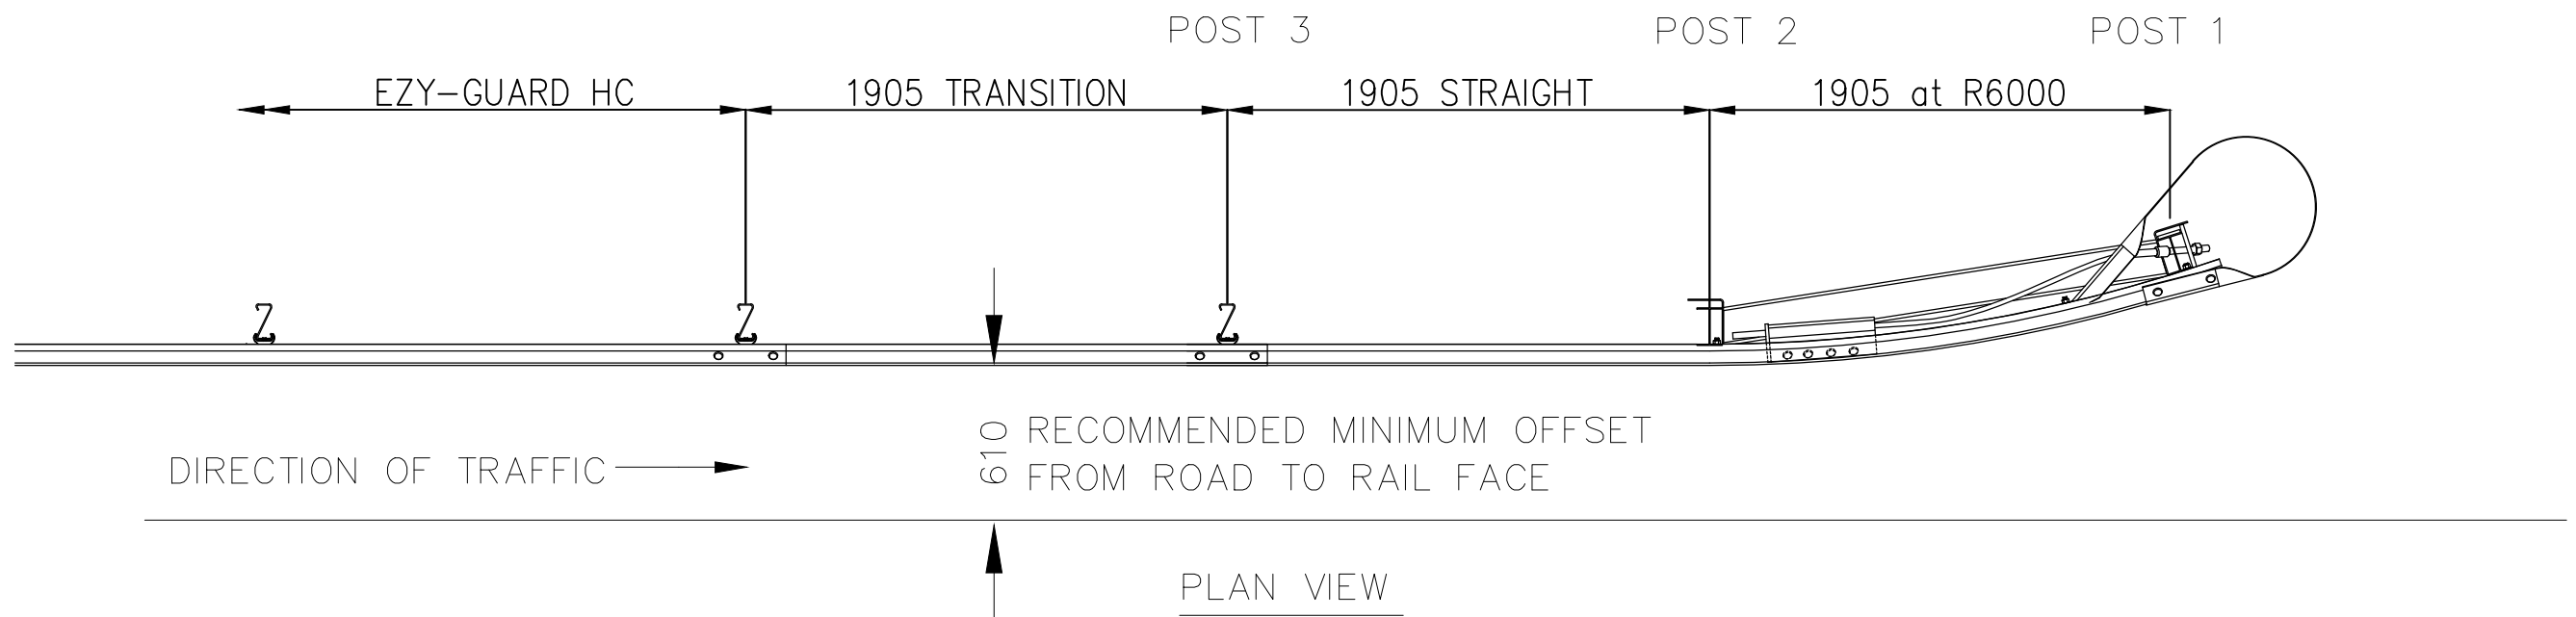 POST 3
POST 2
POST 1
EZY-GUARD HC
1905 TRANSITION
1905 STRAIGHT
1905 at R6000
610
RECOMMENDED MINIMUM OFFSET
FROM ROAD TO RAIL FACE
DIRECTION OF TRAFFIC
PLAN VIEW